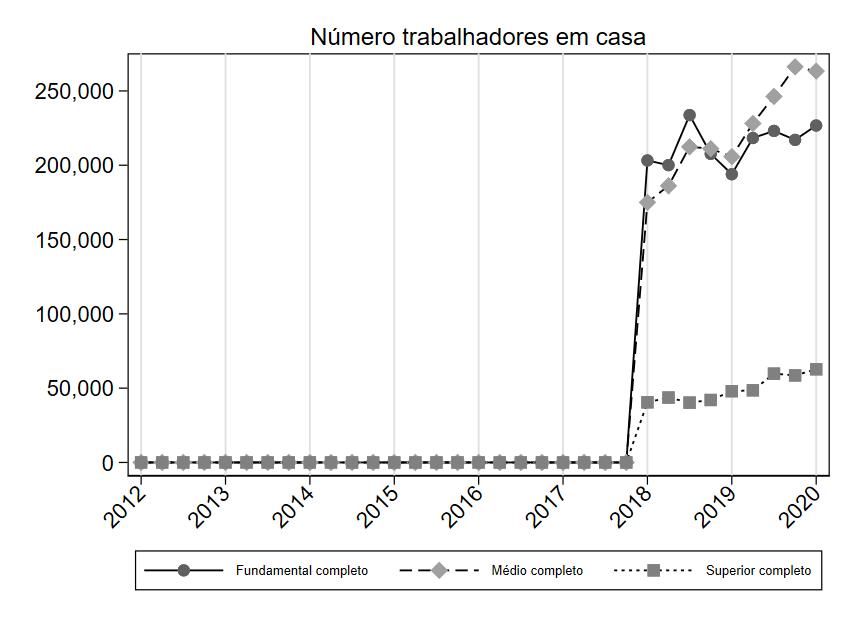 Número trabalhadores em casa
250,000
200,000
150,000
100,000
50,000
0
2012 2013 2014 2015 2016 2017 2018 2019 2020
Fundamental completo Médio completo Superior completo